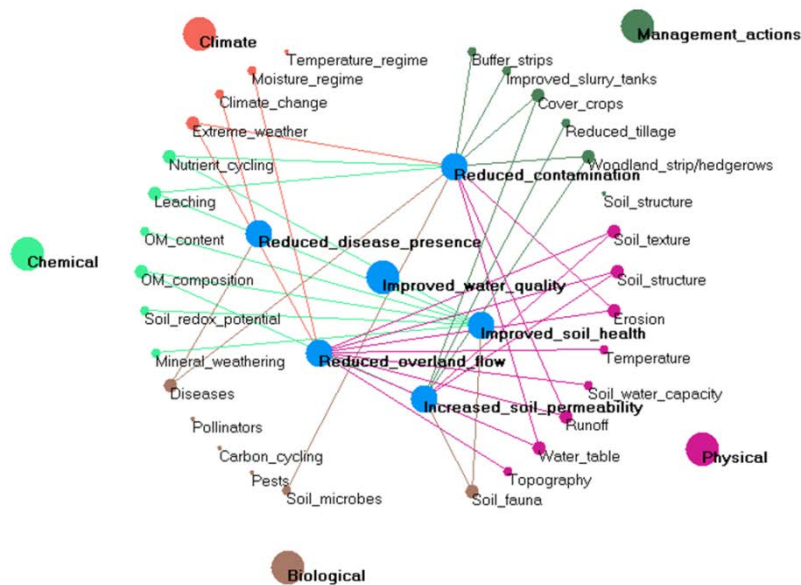 Climate
Management_actions
Temperature_regime
Buffer_strips
Moisture_regime
Improved_slurry_tanks
Climate_change
Cover_crops
Extreme_weather
Reduced_tillage
Nutrient_cycling
Woodland_strip/hedgerows
Reduced_contamination
Leaching
Soil_structure
OM_content
Reduced_disease_presence
Soil_texture
Chemical
OM_composition
Improved_water_quality
Soil_structure
Soil_redox_potential
Improved_soil_health
Erosion
Mineral_weathering
Reduced_overland_flow
Temperature
Diseases
Increased_soil_permeability
Soil_water_capacity
Pollinators
Runoff
Carbon_cycling
Water_table
Physical
Pests
Topography
Soil_microbes
Soil_fauna
Biological